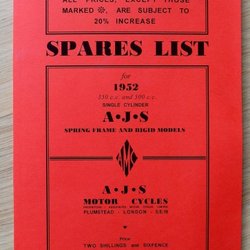 ALL PRICES, EXCEPT THOSE
MARKED , ARE SUBJECT TO
20% INCREASE
SPARES LIST
for
1952
350 c.c. and 500 c.c.
SINGLE CYLINDER
A·J·S
SPRING FRAME AND RIGID MODELS
AMC
A·J·S
MOTOR CYCLES
PLUMSTEAD - LONDON - S.E.18
Price
TWO SHILLINGS and SIXPENCE